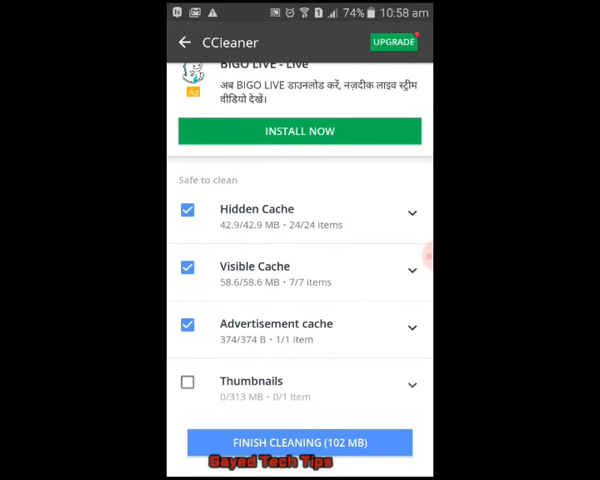 74% 10:58 am
CCleaner
UPGRADE
BIGO LIVE - Live
Ad
अब BIGO LIVE डाउनलोड करें, नज़दीक लाइव स्ट्रीम
वीडियो देखें।
INSTALL NOW
Safe to clean
Hidden Cache
42.9/42.9 MB • 24/24 items
Visible Cache
58.6/58.6 MB • 7/7 items
Advertisement cache
374/374 B • 1/1 item
Thumbnails
0/313 MB • 0/1 item
FINISH CLEANING (102 MB)
Sayed Tech Tips